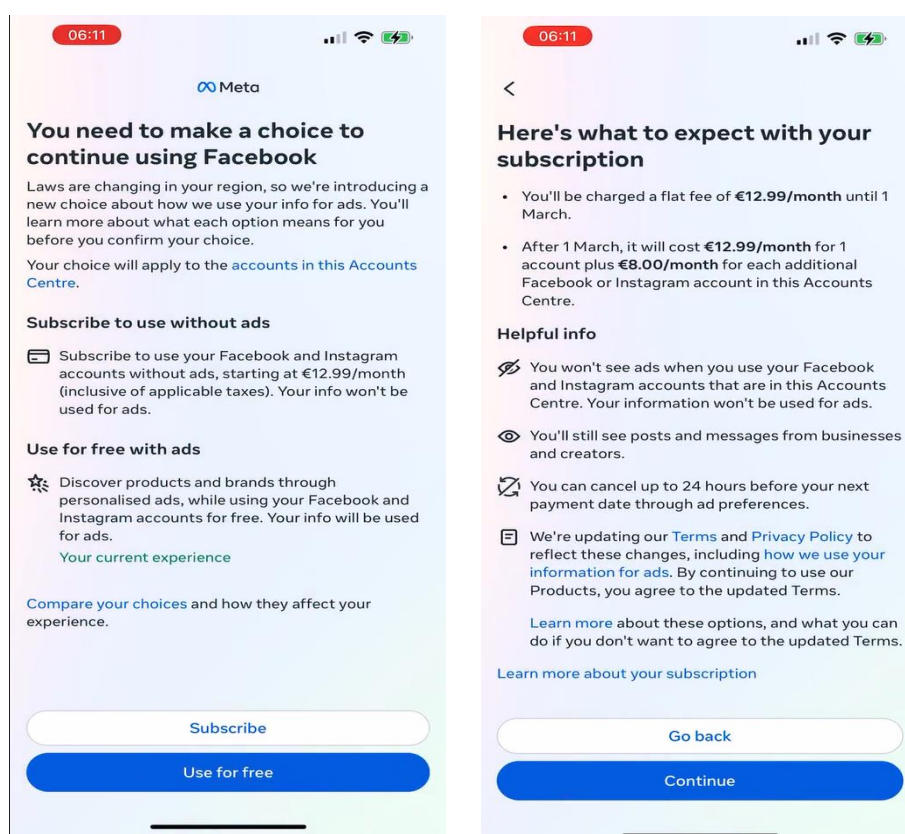 06:11
Meta
You need to make a choice to
continue using Facebook
Laws are changing in your region, so we're introducing a
new choice about how we use your info for ads. You'll
learn more about what each option means for you
before you confirm your choice.
Your choice will apply to the accounts in this Accounts
Centre.
Subscribe to use without ads
Subscribe to use your Facebook and Instagram
accounts without ads, starting at €12.99/month
(inclusive of applicable taxes). Your info won't be
used for ads.
Use for free with ads
Discover products and brands through
personalised ads, while using your Facebook and
Instagram accounts for free. Your info will be used
for ads.
Your current experience
Compare your choices and how they affect your
experience.
Subscribe
Use for free
06:11
Here's what to expect with your
subscription
• You'll be charged a flat fee of €12.99/month until 1
March.
• After 1 March, it will cost €12.99/month for 1
account plus €8.00/month for each additional
Facebook or Instagram account in this Accounts
Centre.
Helpful info
You won't see ads when you use your Facebook
and Instagram accounts that are in this Accounts
Centre. Your information won't be used for ads.
You'll still see posts and messages from businesses
and creators.
You can cancel up to 24 hours before your next
payment date through ad preferences.
We're updating our Terms and Privacy Policy to
reflect these changes, including how we use your
information for ads. By continuing to use our
Products, you agree to the updated Terms.
Learn more about these options, and what you can
do if you don't want to agree to the updated Terms.
Learn more about your subscription
Go back
Continue